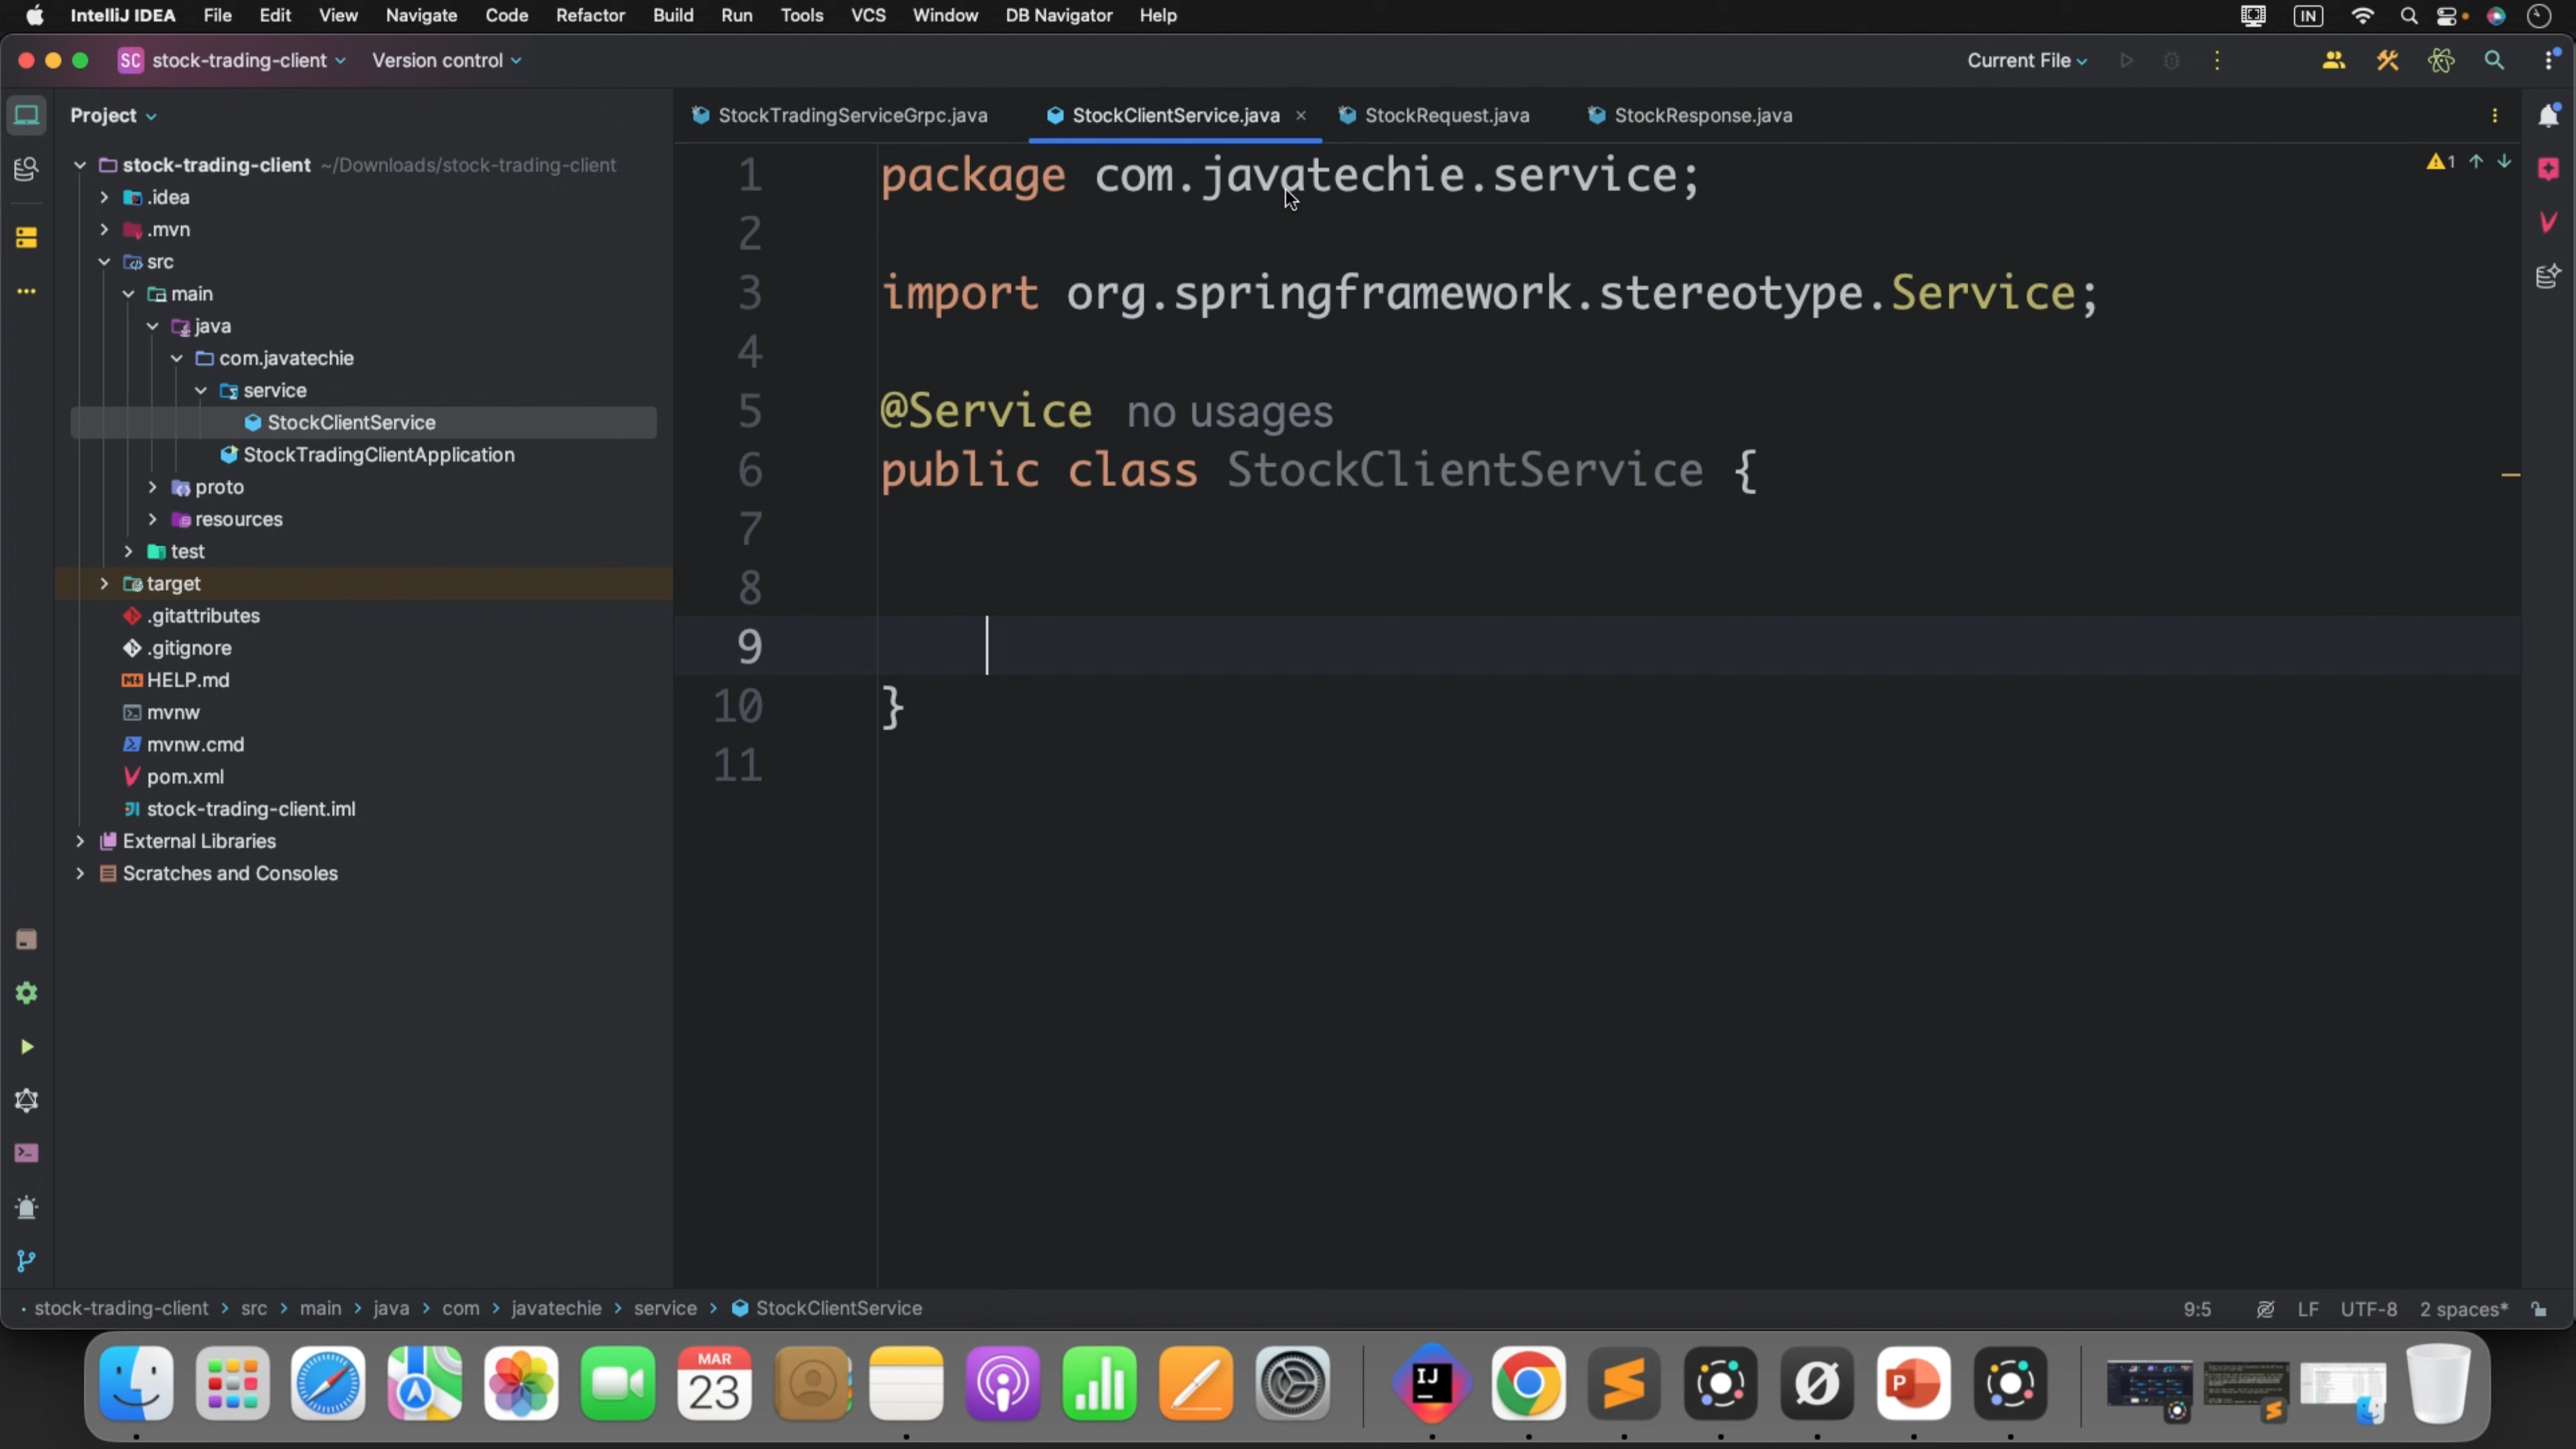 IntelliJ IDEA File Edit View Navigate Code Refactor Build Run Tools VCS Window DB Navigator Help IN
SC stock-trading-client Version control Current File
Project
StockTradingServiceGrpc.java StockClientService.java StockRequest.java StockResponse.java
stock-trading-client ~/Downloads/stock-trading-client
.idea
.mvn
src
main
java
com.javatechie
service
StockClientService
StockTradingClientApplication
proto
resources
test
target
.gitattributes
.gitignore
HELP.md
mvnw
mvnw.cmd
pom.xml
stock-trading-client.iml
External Libraries
Scratches and Consoles
1 package com.javatechie.service;
1
2
3 import org.springframework.stereotype.Service;
4
5 @Service no usages
6 public class StockClientService {
7
8
9
10 }
11
stock-trading-client > src > main > java > com > javatechie > service > StockClientService
9:5 LF UTF-8 2 spaces*
MAR
23
IJ
P